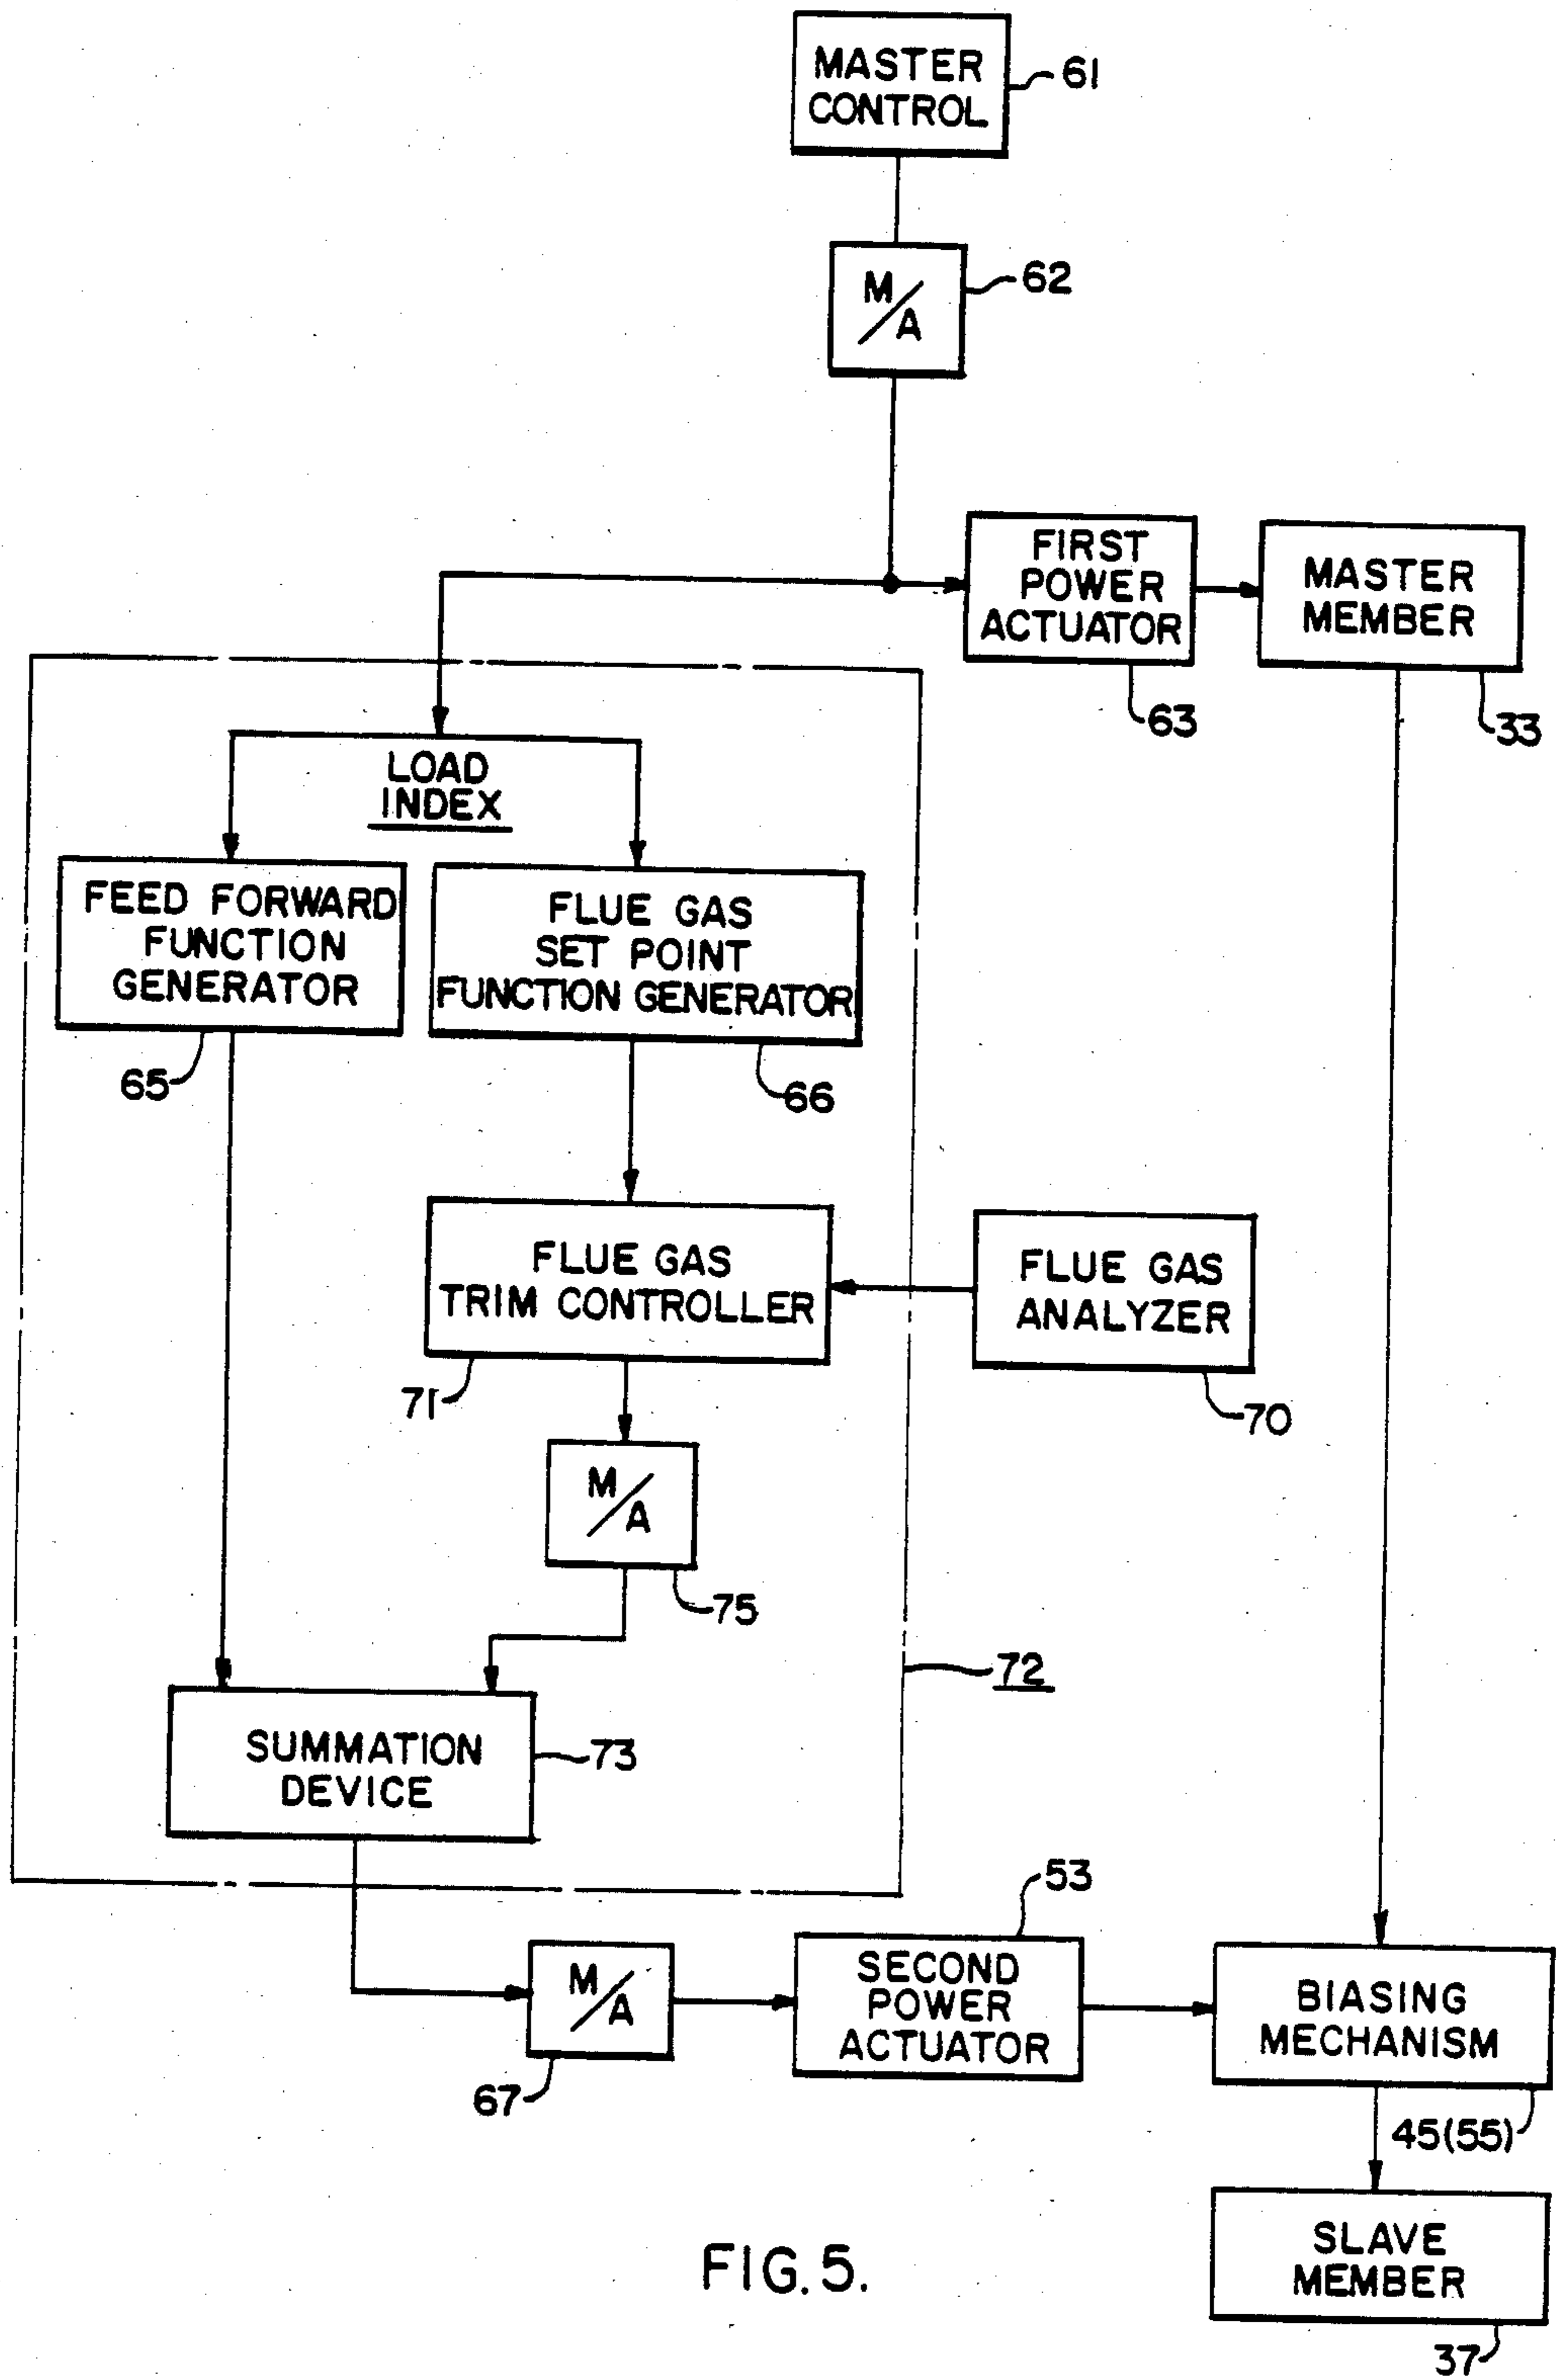 MASTER
CONTROL
61
M/A
62
FIRST
POWER
ACTUATOR
63
MASTER
MEMBER
33
LOAD
INDEX
FEED FORWARD
FUNCTION
GENERATOR
65
FLUE GAS
SET POINT
FUNCTION GENERATOR
66
FLUE GAS
TRIM CONTROLLER
71
FLUE GAS
ANALYZER
70
M/A
75
72
SUMMATION
DEVICE
73
M/A
67
SECOND
POWER
ACTUATOR
53
BIASING
MECHANISM
45(55)
SLAVE
MEMBER
37
FIG. 5.